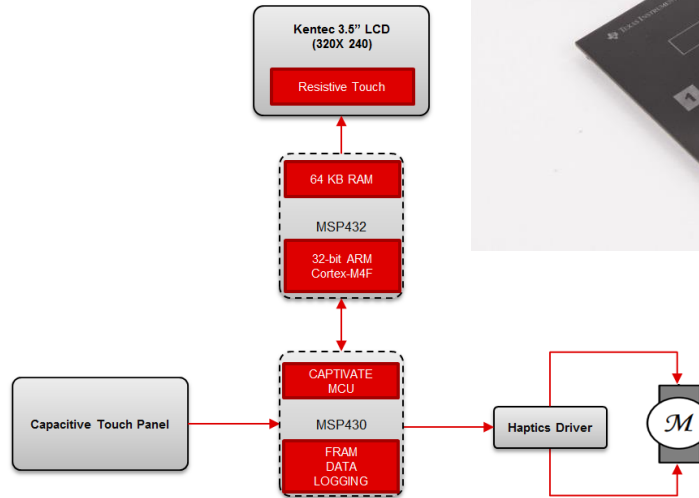 Kentec 3.5” LCD
(320X 240)
Resistive Touch
64 KB RAM
MSP432
32-bit ARM
Cortex-M4F
CAPTIVATE
MCU
Capacitive Touch Panel
MSP430
Haptics Driver
M
FRAM
DATA
LOGGING
1